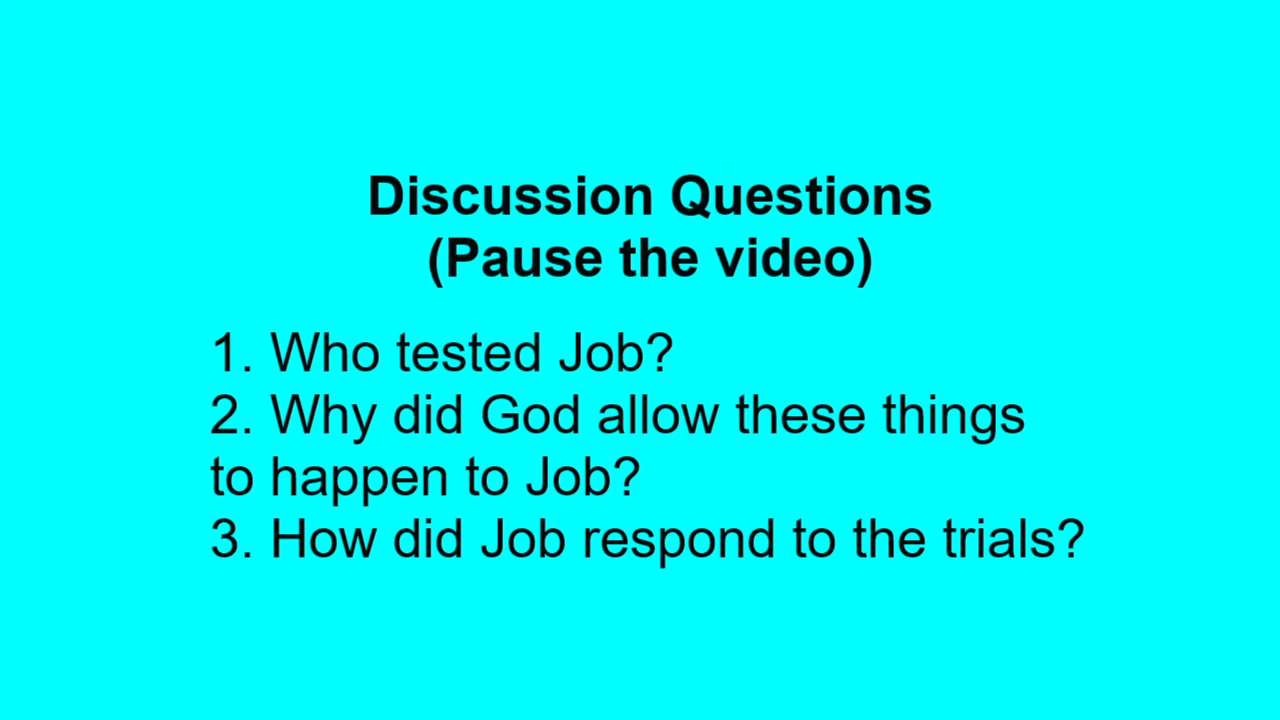 Discussion Questions
(Pause the video)
1. Who tested Job?
2. Why did God allow these things
to happen to Job?
3. How did Job respond to the trials?